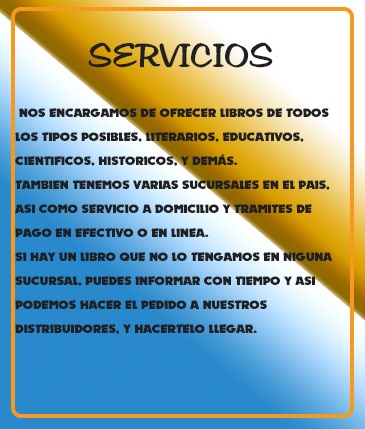 SERVICIOS
NOS ENCARGAMOS DE OFRECER LIBROS DE TODOS
LOS TIPOS POSIBLES, LITERARIOS, EDUCATIVOS,
CIENTIFICOS, HISTORICOS, Y DEMÁS.
TAMBIEN TENEMOS VARIAS SUCURSALES EN EL PAIS,
ASI COMO SERVICIO A DOMICILIO Y TRAMITES DE
PAGO EN EFECTIVO O EN LINEA.
SI HAY UN LIBRO QUE NO LO TENGAMOS EN NIGUNA
SUCURSAL, PUEDES INFORMAR CON TIEMPO Y ASI
PODEMOS HACER EL PEDIDO A NUESTROS
DISTRIBUIDORES, Y HACERTELO LLEGAR.